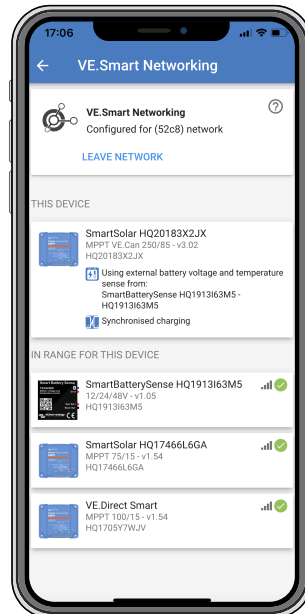 17:06
VE.Smart Networking
VE.Smart Networking
Configured for (52c8) network
LEAVE NETWORK
THIS DEVICE
SmartSolar HQ20183X2JX
MPPT VE.Can 250/85 - v3.02
HQ20183X2JX
Using external battery voltage and temperature
sense from:
SmartBatterySense HQ1913I63M5 -
HQ1913I63M5
Synchronised charging
IN RANGE FOR THIS DEVICE
Smart Battery Sense
SmartBatterySense HQ1913I63M5
12/24/48V - v1.05
HQ1913I63M5
SmartSolar HQ17466L6GA
MPPT 75/15 - v1.54
HQ17466L6GA
VE.Direct Smart
MPPT 100/15 - v1.54
HQ1705Y7WJV